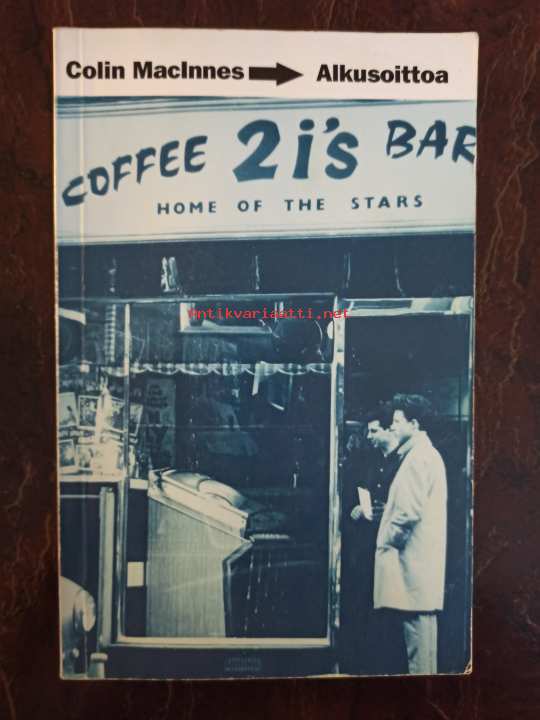 Colin MacInnes Alkusoittoa
COFFEE 2i's BAR
HOME OF THE STARS
antikvariaatti.net